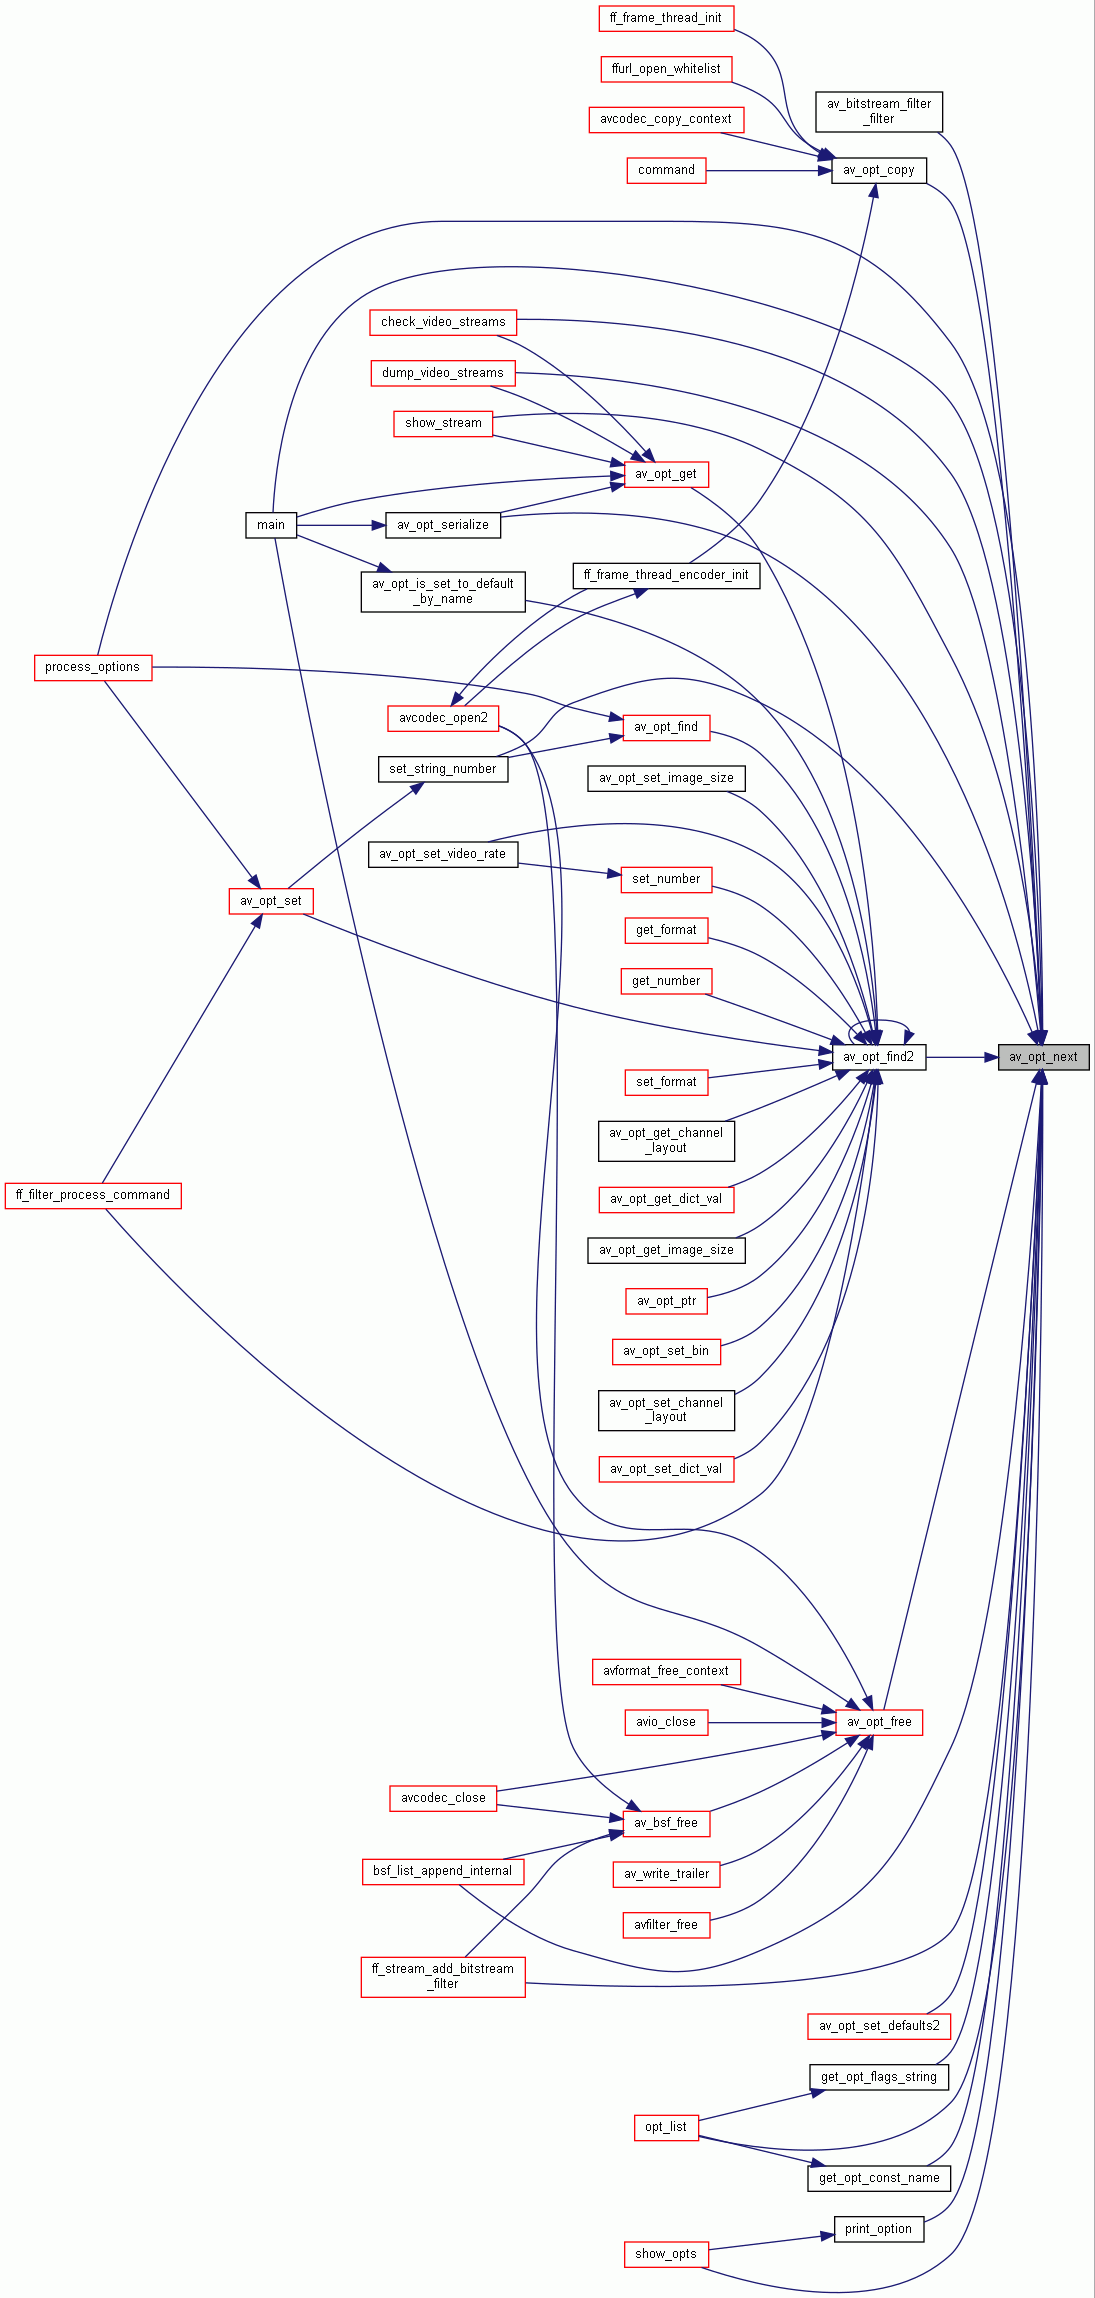 ff_frame_thread_init
ffurl_open_whitelist
av_bitstream_filter
_filter
avcodec_copy_context
command
av_opt_copy
check_video_streams
dump_video_streams
show_stream
av_opt_get
main
av_opt_serialize
av_opt_is_set_to_default
_by_name
ff_frame_thread_encoder_init
process_options
avcodec_open2
av_opt_find
set_string_number
av_opt_set_image_size
av_opt_set_video_rate
set_number
av_opt_set
get_format
get_number
av_opt_find2
av_opt_next
set_format
av_opt_get_channel
_layout
ff_filter_process_command
av_opt_get_dict_val
av_opt_get_image_size
av_opt_ptr
av_opt_set_bin
av_opt_set_channel
_layout
av_opt_set_dict_val
avformat_free_context
avio_close
av_opt_free
avcodec_close
av_bsf_free
bsf_list_append_internal
av_write_trailer
avfilter_free
ff_stream_add_bitstream
_filter
av_opt_set_defaults2
get_opt_flags_string
opt_list
get_opt_const_name
print_option
show_opts